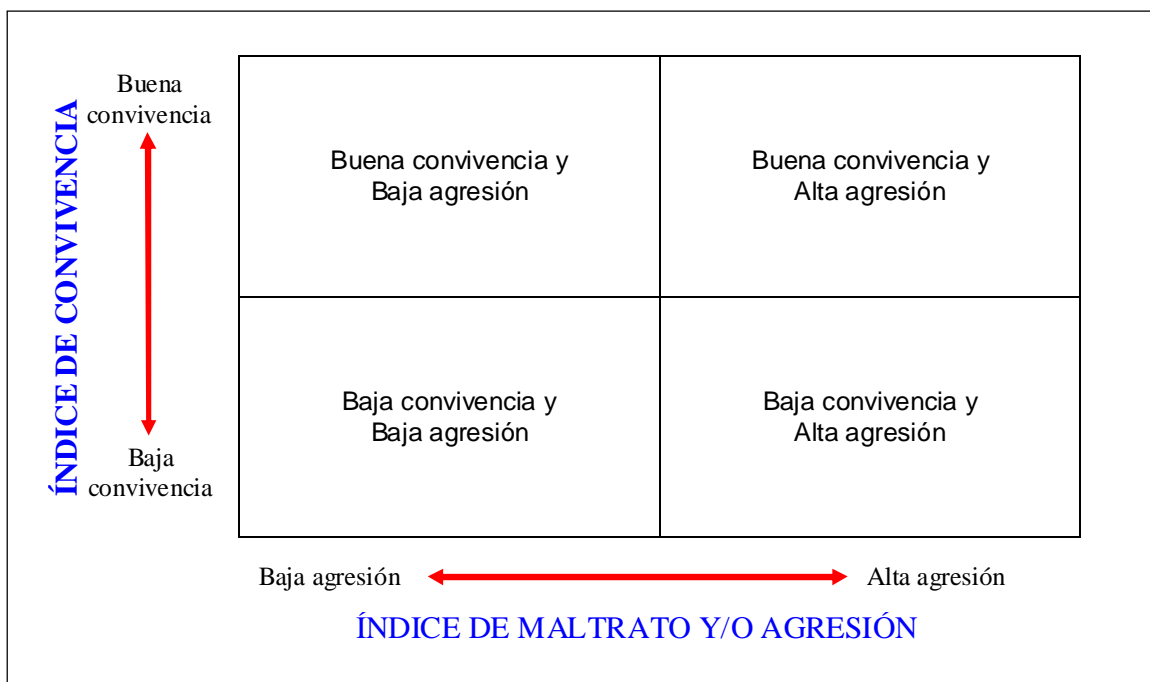 ÍNDICE DE CONVIVENCIA
Buena
convivencia
Baja
convivencia
Buena convivencia y
Baja agresión
Buena convivencia y
Alta agresión
Baja convivencia y
Baja agresión
Baja convivencia y
Alta agresión
Baja agresión
Alta agresión
ÍNDICE DE MALTRATO Y/O AGRESIÓN